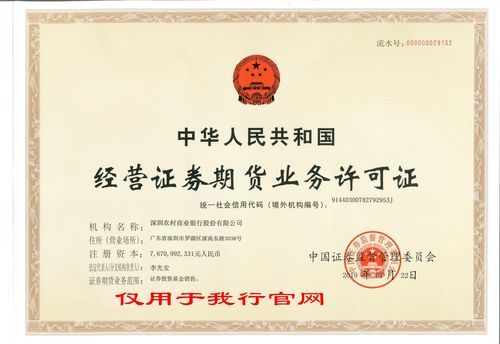 流水号：000000029152
中华人民共和国
经营证券期货业务许可证
统一社会信用代码（境外机构编号）：91440300782792953J
机构名称：深圳农村商业银行股份有限公司
住所（营业场所）：广东省深圳市罗湖区深南东路3038号
注册资本：7,670,992,331元人民币
法定代表人(分支机构负责人)：李光安
证券期货业务范围：证券投资基金销售。
中国证券监督管理委员会
2019年
22日
仅用于我行官网